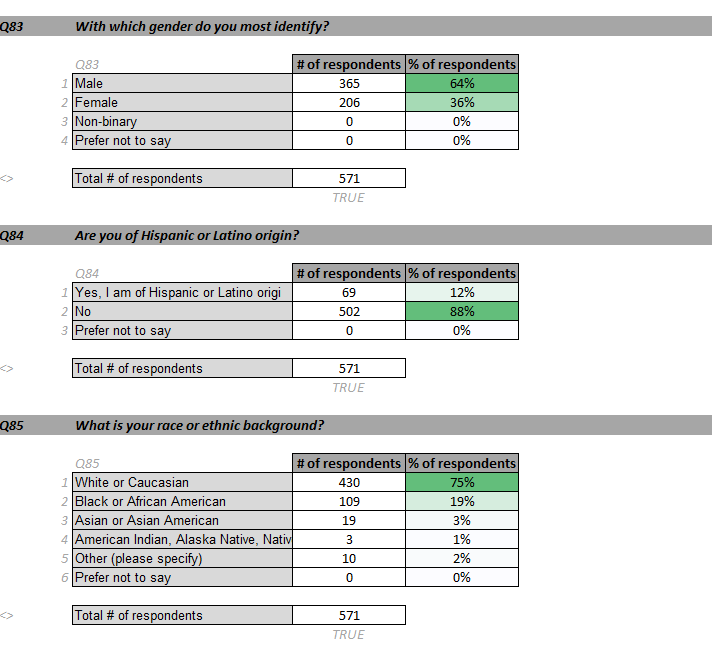 Q83 With which gender do you most identify?
Q83 # of respondents % of respondents
1 Male 365 64%
2 Female 206 36%
3 Non-binary 0 0%
4 Prefer not to say 0 0%
<> Total # of respondents 571
TRUE
Q84 Are you of Hispanic or Latino origin?
Q84 # of respondents % of respondents
1 Yes, I am of Hispanic or Latino origi 69 12%
2 No 502 88%
3 Prefer not to say 0 0%
<> Total # of respondents 571
TRUE
Q85 What is your race or ethnic background?
Q85 # of respondents % of respondents
1 White or Caucasian 430 75%
2 Black or African American 109 19%
3 Asian or Asian American 19 3%
4 American Indian, Alaska Native, Nativ 3 1%
5 Other (please specify) 10 2%
6 Prefer not to say 0 0%
<> Total # of respondents 571
TRUE